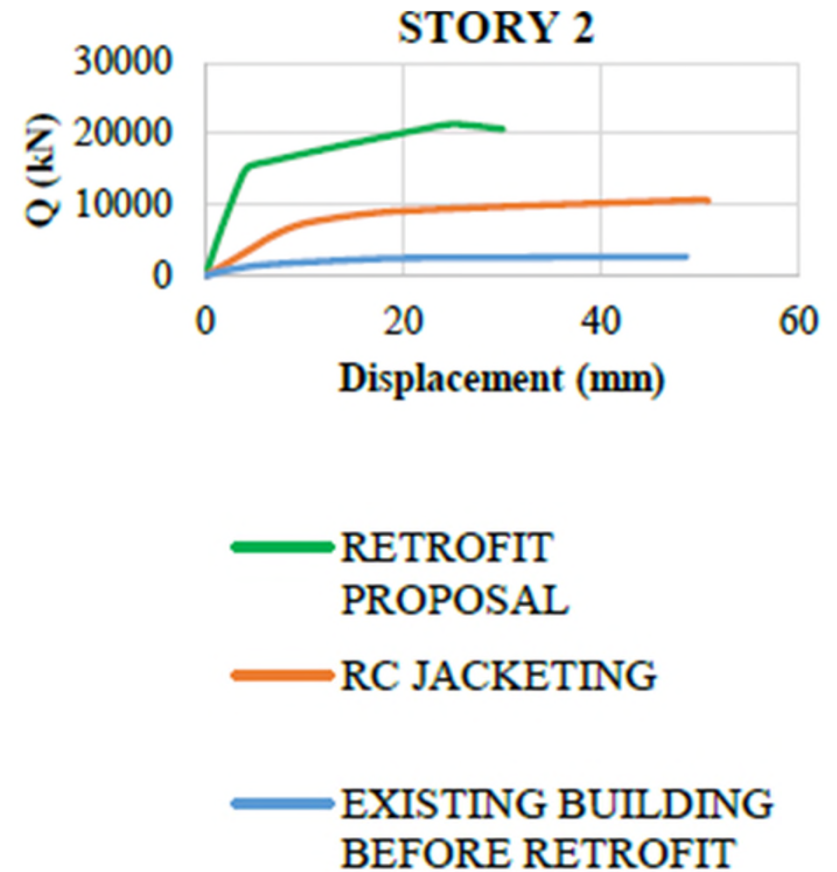 STORY 2
30000
20000
10000
0
Q (kN)
0 20 40 60
Displacement (mm)
RETROFIT
PROPOSAL
RC JACKETING
EXISTING BUILDING
BEFORE RETROFIT